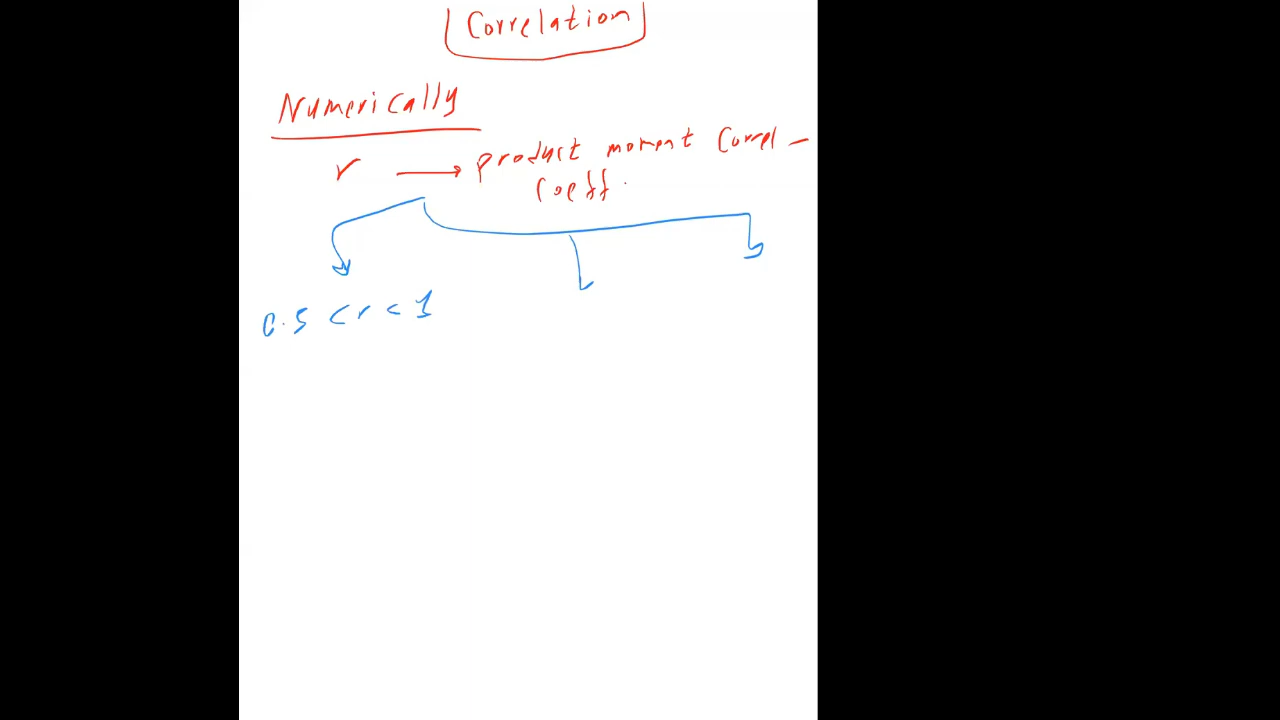 Correlation
Numerically
r → product moment Correl -
Coeff.
0.5 < r < 1